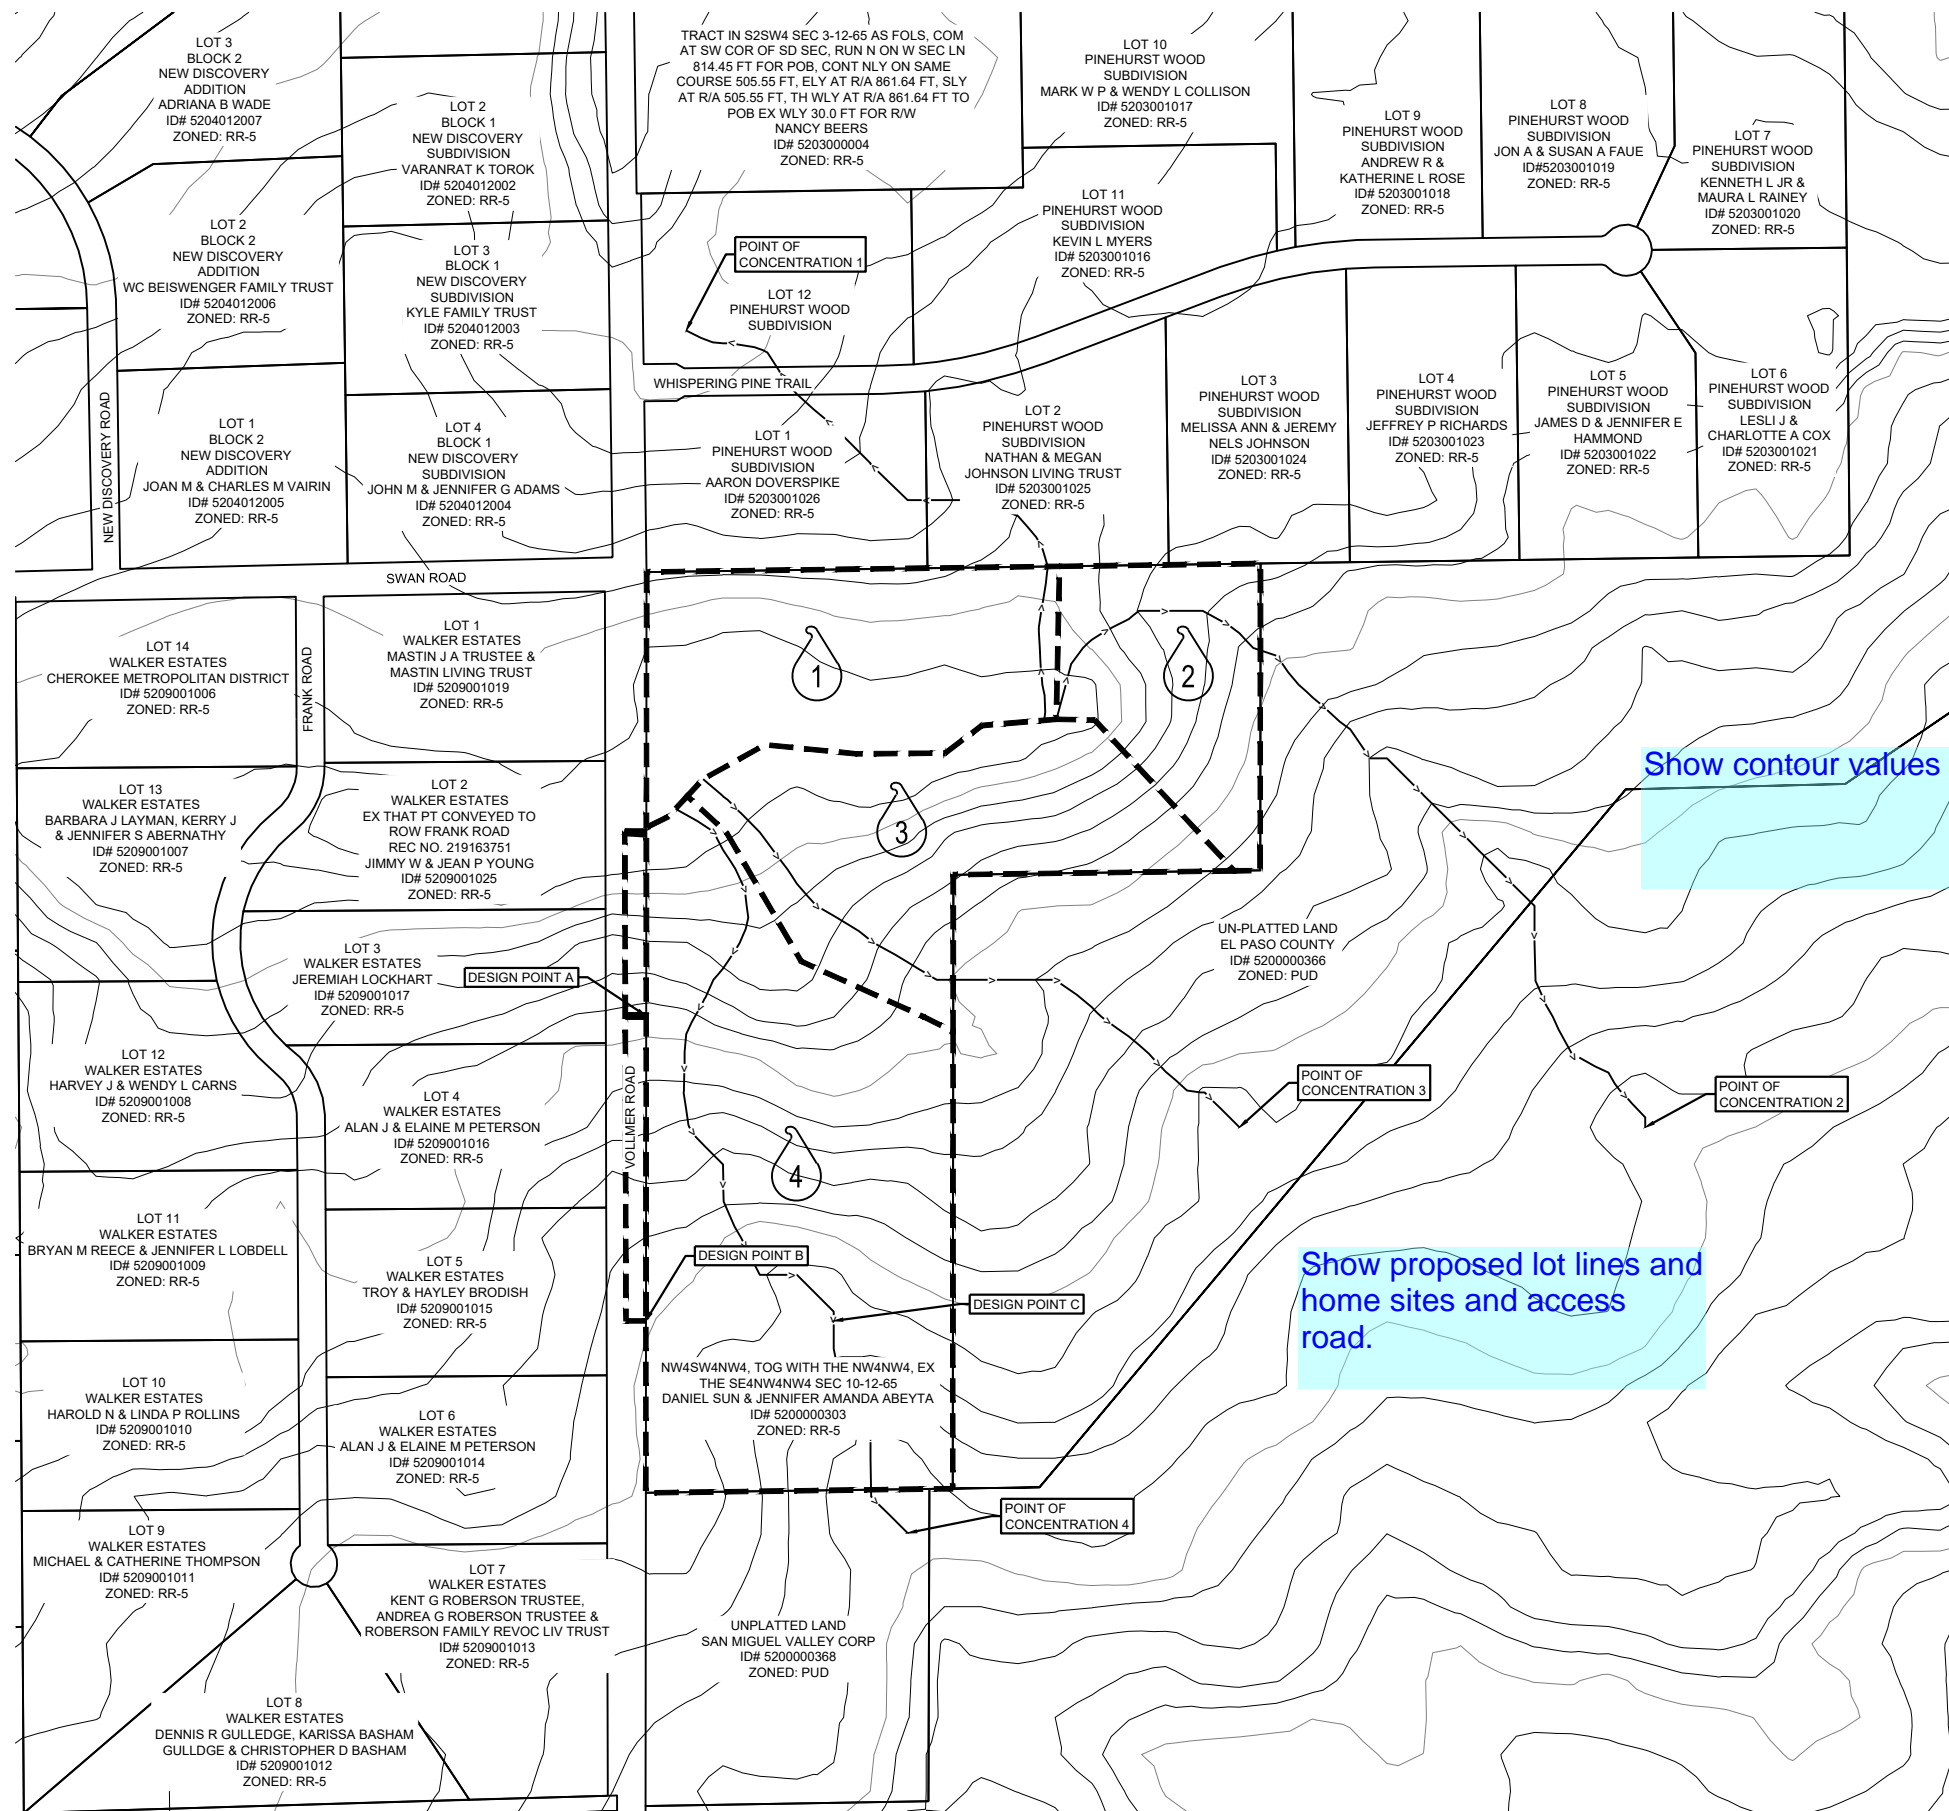 LOT 3
BLOCK 2
NEW DISCOVERY
ADDITION
ADRIANA B WADE
ID# 5204012007
ZONED: RR-5
LOT 2
BLOCK 1
NEW DISCOVERY
SUBDIVISION
VARANRAT K TOROK
ID# 5204012002
ZONED: RR-5
TRACT IN S2SW4 SEC 3-12-65 AS FOLS, COM
AT SW COR OF SD SEC, RUN N ON W SEC LN
814.45 FT FOR POB, CONT NLY ON SAME
COURSE 505.55 FT, ELY AT R/A 861.64 FT, SLY
AT R/A 505.55 FT, TH WLY AT R/A 861.64 FT TO
POB EX WLY 30.0 FT FOR R/W
NANCY BEERS
ID# 5203000004
ZONED: RR-5
LOT 10
PINEHURST WOOD
SUBDIVISION
MARK W P & WENDY L COLLISON
ID# 5203001017
ZONED: RR-5
LOT 9
PINEHURST WOOD
SUBDIVISION
ANDREW R &
KATHERINE L ROSE
ID# 5203001018
ZONED: RR-5
LOT 8
PINEHURST WOOD
SUBDIVISION
JON A & SUSAN A FAUE
ID#5203001019
ZONED: RR-5
LOT 7
PINEHURST WOOD
SUBDIVISION
KENNETH L JR &
MAURA L RAINEY
ID# 5203001020
ZONED: RR-5
LOT 2
BLOCK 2
NEW DISCOVERY
ADDITION
WC BEISWENGER FAMILY TRUST
ID# 5204012006
ZONED: RR-5
LOT 3
BLOCK 1
NEW DISCOVERY
SUBDIVISION
KYLE FAMILY TRUST
ID# 5204012003
ZONED: RR-5
POINT OF
CONCENTRATION 1
LOT 12
PINEHURST WOOD
SUBDIVISION
LOT 11
PINEHURST WOOD
SUBDIVISION
KEVIN L MYERS
ID# 5203001016
ZONED: RR-5
WHISPERING PINE TRAIL
NEW DISCOVERY ROAD
LOT 1
BLOCK 2
NEW DISCOVERY
ADDITION
JOAN M & CHARLES M VAIRIN
ID# 5204012005
ZONED: RR-5
LOT 4
BLOCK 1
NEW DISCOVERY
SUBDIVISION
JOHN M & JENNIFER G ADAMS
ID# 5204012004
ZONED: RR-5
LOT 1
PINEHURST WOOD
SUBDIVISION
AARON DOVERSPIKE
ID# 5203001026
ZONED: RR-5
LOT 2
PINEHURST WOOD
SUBDIVISION
NATHAN & MEGAN
JOHNSON LIVING TRUST
ID# 5203001025
ZONED: RR-5
LOT 3
PINEHURST WOOD
SUBDIVISION
MELISSA ANN & JEREMY
NELS JOHNSON
ID# 5203001024
ZONED: RR-5
LOT 4
PINEHURST WOOD
SUBDIVISION
JEFFREY P RICHARDS
ID# 5203001023
ZONED: RR-5
LOT 5
PINEHURST WOOD
SUBDIVISION
JAMES D & JENNIFER E
HAMMOND
ID# 5203001022
ZONED: RR-5
LOT 6
PINEHURST WOOD
SUBDIVISION
LESLI J &
CHARLOTTE A COX
ID# 5203001021
ZONED: RR-5
SWAN ROAD
LOT 14
WALKER ESTATES
CHEROKEE METROPOLITAN DISTRICT
ID# 5209001006
ZONED: RR-5
FRANK ROAD
LOT 1
WALKER ESTATES
MASTIN J A TRUSTEE &
MASTIN LIVING TRUST
ID# 5209001019
ZONED: RR-5
1
2
3
4
Show contour values
LOT 13
WALKER ESTATES
BARBARA J LAYMAN, KERRY J
& JENNIFER S ABERNATHY
ID# 5209001007
ZONED: RR-5
LOT 2
WALKER ESTATES
EX THAT PT CONVEYED TO
ROW FRANK ROAD
REC NO. 219163751
JIMMY W & JEAN P YOUNG
ID# 5209001025
ZONED: RR-5
LOT 3
WALKER ESTATES
JEREMIAH LOCKHART
ID# 5209001017
ZONED: RR-5
DESIGN POINT A
UN-PLATTED LAND
EL PASO COUNTY
ID# 5200000366
ZONED: PUD
LOT 12
WALKER ESTATES
HARVEY J & WENDY L CARNS
ID# 5209001008
ZONED: RR-5
LOT 4
WALKER ESTATES
ALAN J & ELAINE M PETERSON
ID# 5209001016
ZONED: RR-5
VOLLMER ROAD
POINT OF
CONCENTRATION 3
POINT OF
CONCENTRATION 2
LOT 11
WALKER ESTATES
BRYAN M REECE & JENNIFER L LOBDELL
ID# 5209001009
ZONED: RR-5
LOT 5
WALKER ESTATES
TROY & HAYLEY BRODISH
ID# 5209001015
ZONED: RR-5
DESIGN POINT B
DESIGN POINT C
Show proposed lot lines and
home sites and access
road.
LOT 10
WALKER ESTATES
HAROLD N & LINDA P ROLLINS
ID# 5209001010
ZONED: RR-5
LOT 6
WALKER ESTATES
ALAN J & ELAINE M PETERSON
ID# 5209001014
ZONED: RR-5
NW4SW4NW4, TOG WITH THE NW4NW4, EX
THE SE4NW4NW4 SEC 10-12-65
DANIEL SUN & JENNIFER AMANDA ABEYTA
ID# 5200000303
ZONED: RR-5
POINT OF
CONCENTRATION 4
LOT 9
WALKER ESTATES
MICHAEL & CATHERINE THOMPSON
ID# 5209001011
ZONED: RR-5
LOT 7
WALKER ESTATES
KENT G ROBERSON TRUSTEE,
ANDREA G ROBERSON TRUSTEE &
ROBERSON FAMILY REVOC LIV TRUST
ID# 5209001013
ZONED: RR-5
UNPLATTED LAND
SAN MIGUEL VALLEY CORP
ID# 5200000368
ZONED: PUD
LOT 8
WALKER ESTATES
DENNIS R GULLEDGE, KARISSA BASHAM
GULLDGE & CHRISTOPHER D BASHAM
ID# 5209001012
ZONED: RR-5